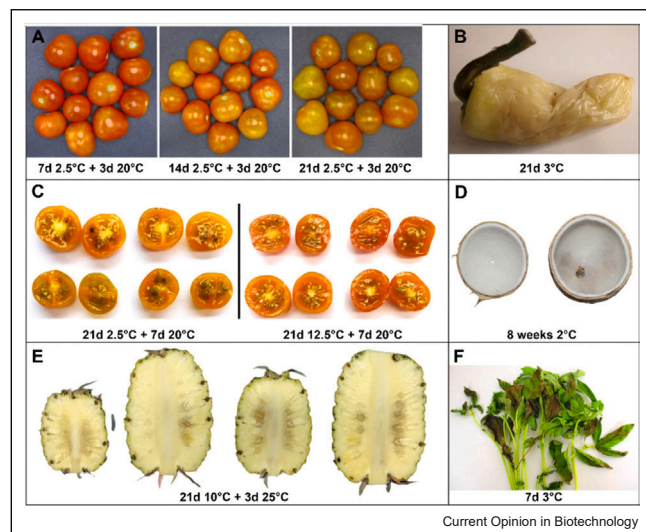 A
B
7d 2.5°C + 3d 20°C
14d 2.5°C + 3d 20°C
21d 2.5°C + 3d 20°C
21d 3°C
C
D
21d 2.5°C + 7d 20°C
21d 12.5°C + 7d 20°C
8 weeks 2°C
E
F
21d 10°C + 3d 25°C
7d 3°C
Current Opinion in Biotechnology